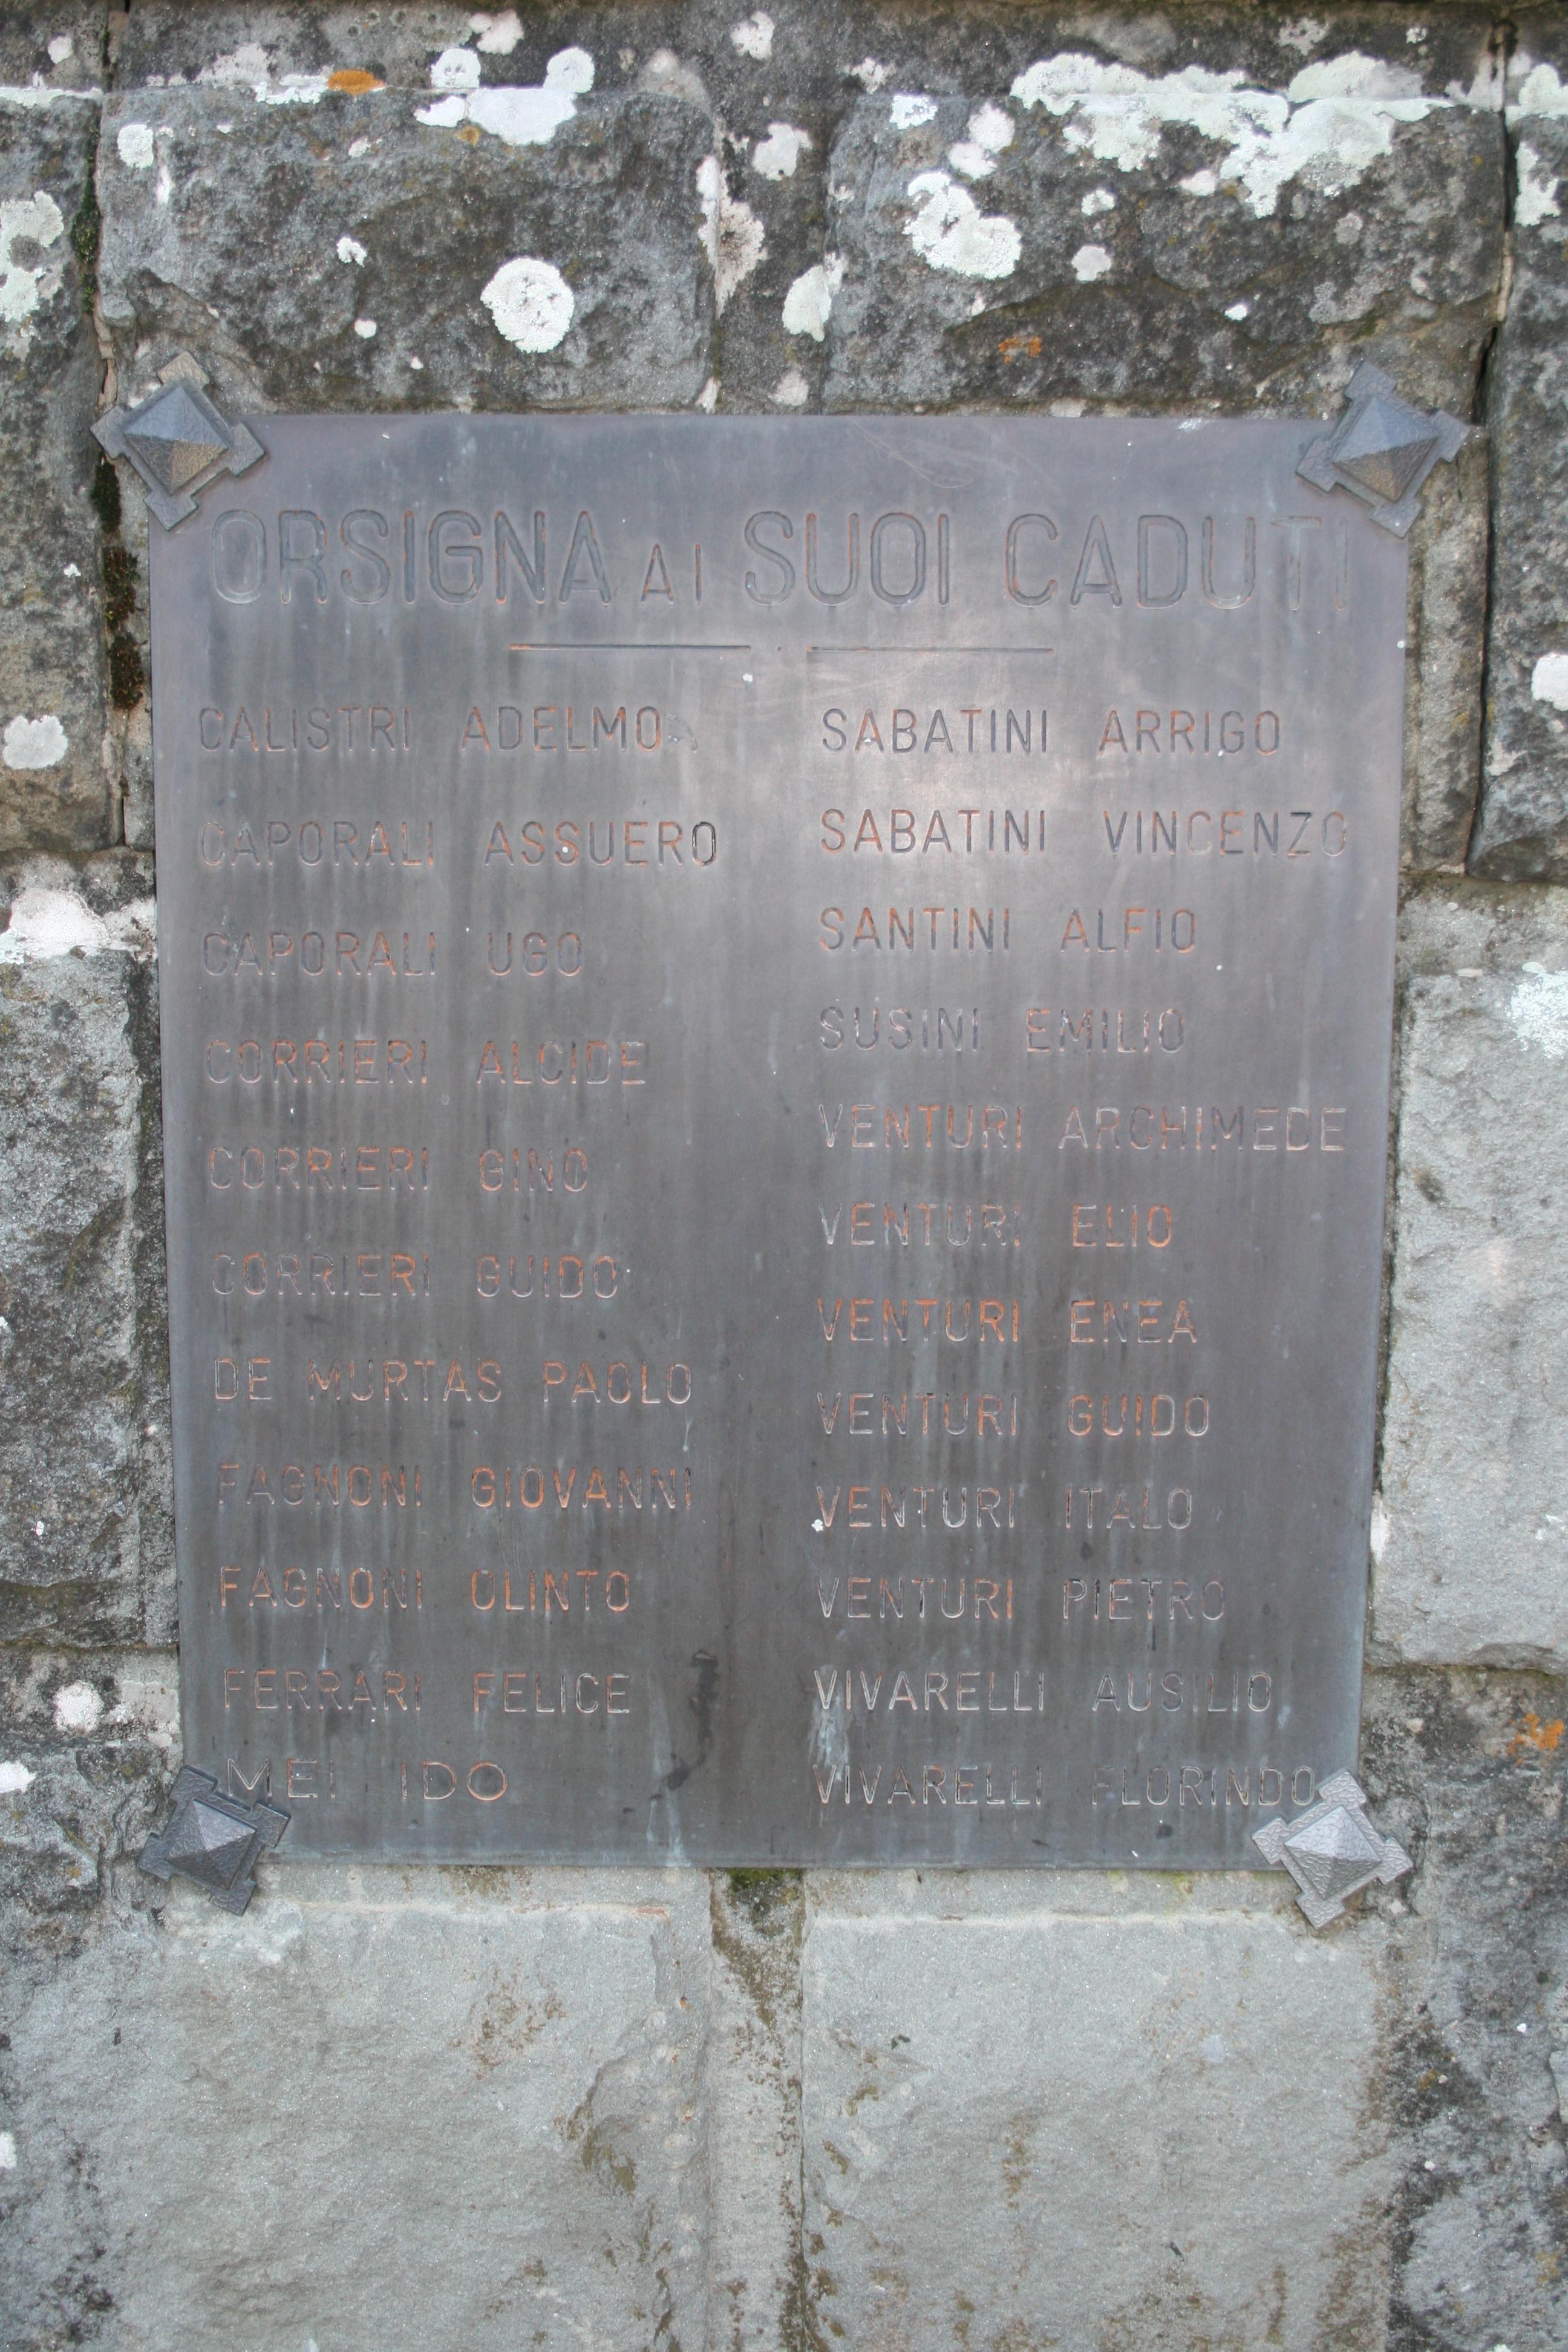 ORSIGNA AI SUOI CADUTI
CALISTRI ADELMO
CAPORALI ASSUERO
CAPORALI UGO
CORRIERI ALCIDE
CORRIERI GINO
CORRIERI GUIDO
DE MURTAS PAOLO
FAGNONI GIOVANNI
FAGNONI OLINTO
FERRARI FELICE
MEI IDO
SABATINI ARRIGO
SABATINI VINCENZO
SANTINI ALFIO
SUSINI EMILIO
VENTURI ARCHIMEDE
VENTURI ELIO
VENTURI ENEA
VENTURI GUIDO
VENTURI ITALO
VENTURI PIETRO
VIVARELLI AUSILIO
VIVARELLI FLORINDO